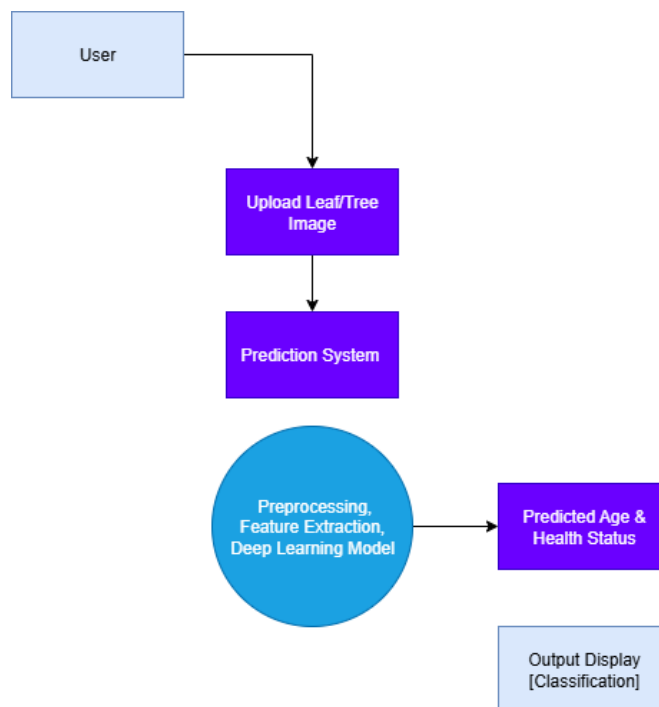 User
Upload Leaf/Tree
Image
Prediction System
Preprocessing,
Feature Extraction,
Deep Learning Model
Predicted Age &
Health Status
Output Display
[Classification]